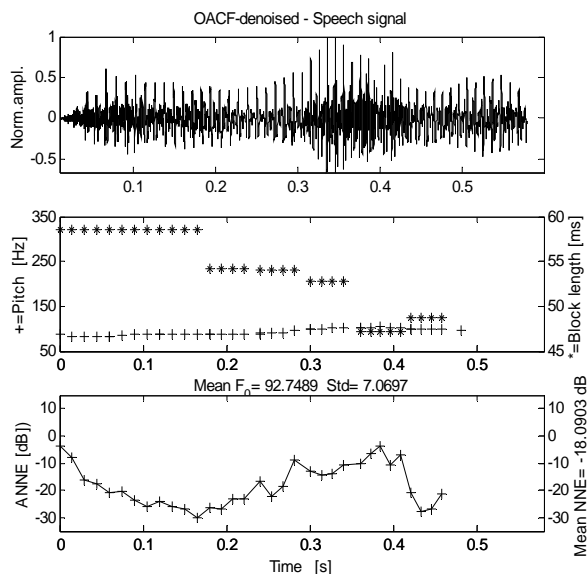 OACF-denoised - Speech signal
1
0.5
0
-0.5
Norm.ampl.
0.1 0.2 0.3 0.4 0.5
350
250
150
50
+=Pitch [Hz]
60
55
50
45
*=Block length [ms]
0 0.1 0.2 0.3 0.4 0.5
Mean F0= 92.7489 Std= 7.0697
10
0
-10
-20
-30
ANNE [dB])
10
0
-10
-20
-30
Mean NNE= -18.0903 dB
0 0.1 0.2 0.3 0.4 0.5
Time [s]